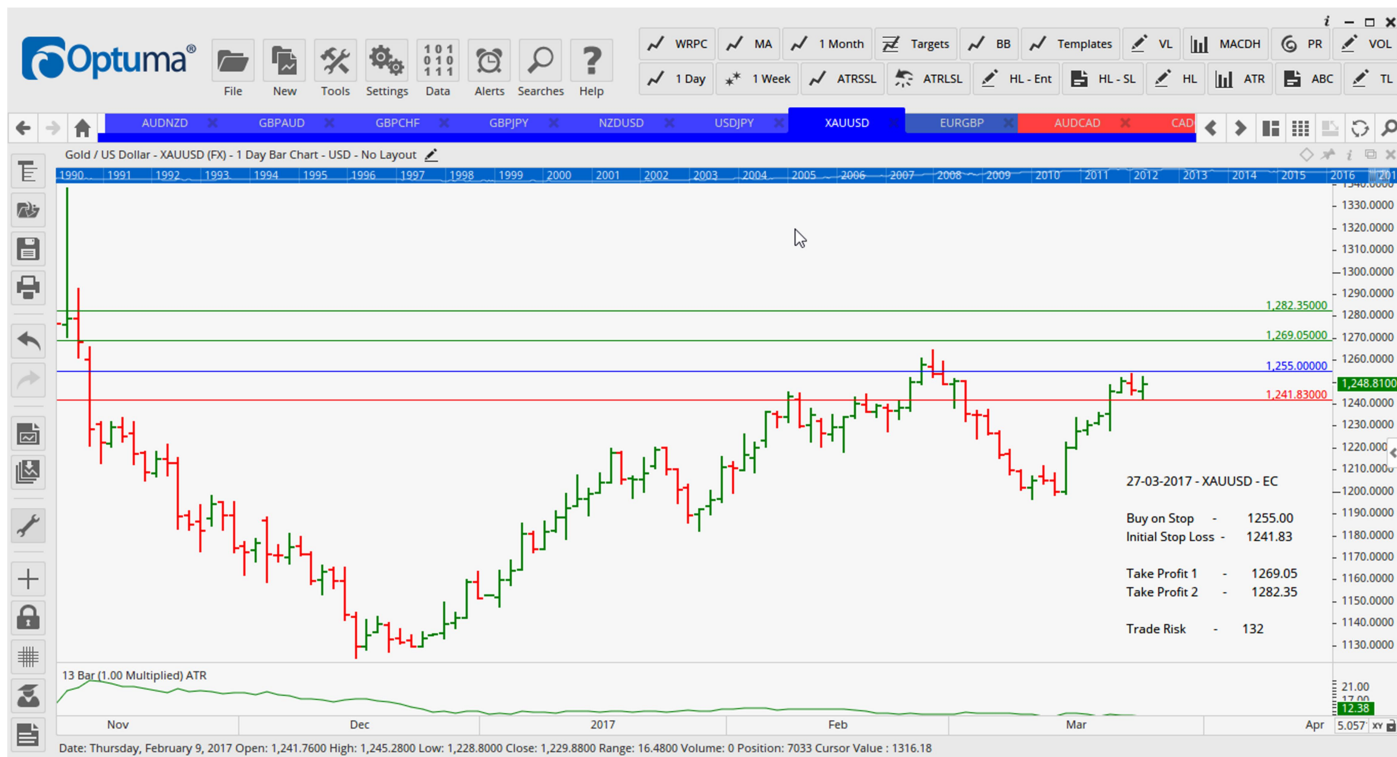 i
Optuma®
File New Tools Settings Data Alerts Searches Help
WRPC MA 1 Month Targets BB Templates VL MACDH PR VOL
1 Day 1 Week ATRSSL ATRLSL HL - Ent HL - SL HL ATR ABC TL
101
010
111
AUDNZD GBPAUD GBPCHF GBPJPY NZDUSD USDJPY XAUUSD EURGBP AUDCAD CAD
Gold / US Dollar - XAUUSD (FX) - 1 Day Bar Chart - USD - No Layout
1990 1991 1992 1993 1994 1995 1996 1997 1998 1999 2000 2001 2002 2003 2004 2005 2006 2007 2008 2009 2010 2011 2012 2013 2014 2015 2016 201
1340.0000
1330.0000
1320.0000
1310.0000
1300.0000
1290.0000
1,282.35000
1280.0000
1,269.05000
1270.0000
1260.0000
1,255.00000
1,248.8100
1,241.83000
1240.0000
1230.0000
1220.000
1210.0000
1200.0000
1190.0000
1180.0000
1170.0000
1160.0000
1150.0000
1140.0000
1130.0000
27-03-2017 - XAUUSD - EC
Buy on Stop - 1255.00
Initial Stop Loss - 1241.83
Take Profit 1 - 1269.05
Take Profit 2 - 1282.35
Trade Risk - 132
13 Bar (1.00 Multiplied) ATR
21.00
17.00
12.38
Nov Dec 2017 Feb Mar Apr 5.057 XY
Date: Thursday, February 9, 2017 Open: 1,241.7600 High: 1,245.2800 Low: 1,228.8000 Close: 1,229.8800 Range: 16.4800 Volume: 0 Position: 7033 Cursor Value : 1316.18